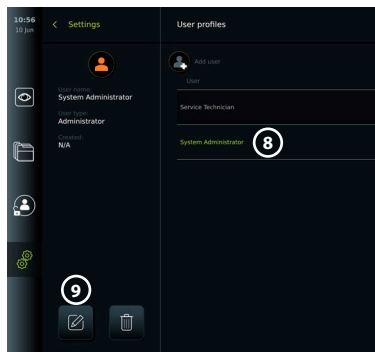 10:56
10 Jun
Settings
User profiles
Add user
User
User name:
System Administrator
User type:
Administrator
Created:
N/A
Service Technician
System Administrator
8
9